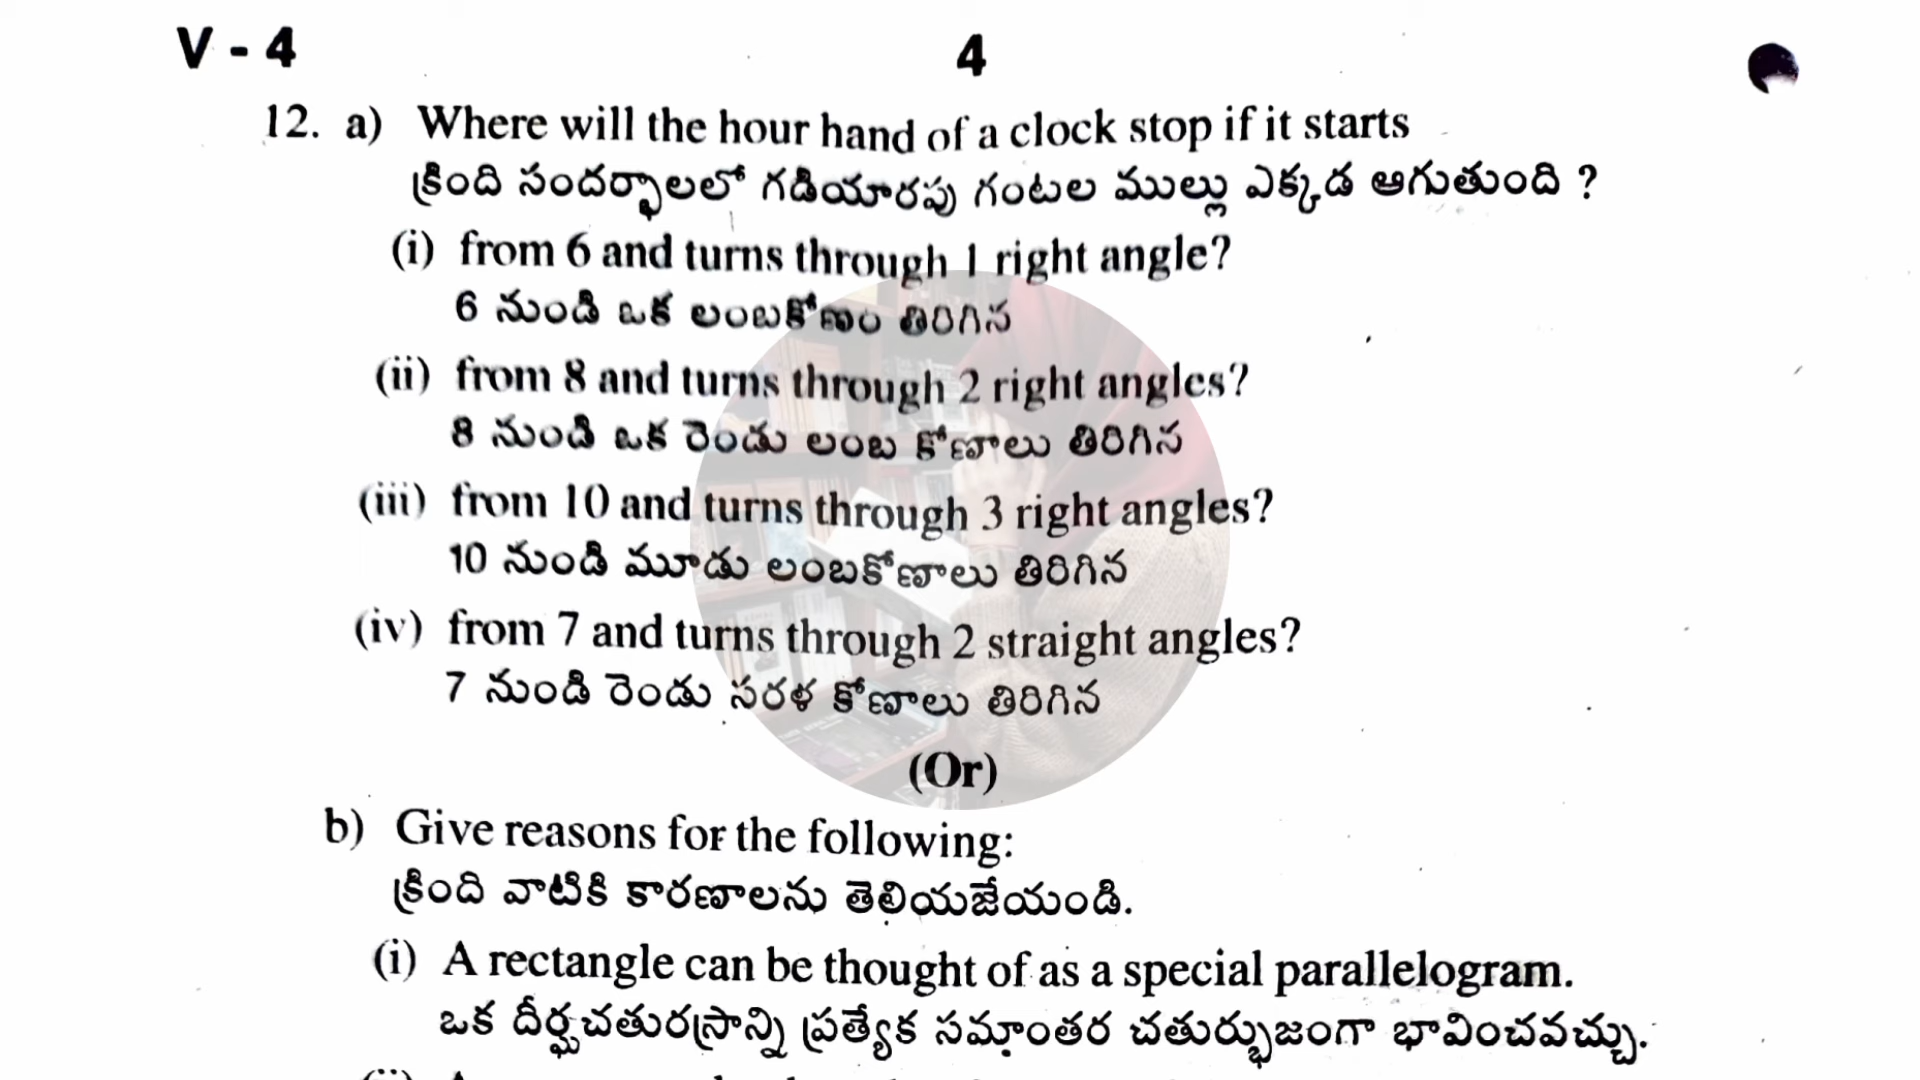 V - 4
4
12. a) Where will the hour hand of a clock stop if it starts
క్రింది సందర్భాలలో గడియారపు గంటల ముల్లు ఎక్కడ ఆగుతుంది ?
(i) from 6 and turns through 1 right angle?
6 నుండి ఒక లంబకోణం తిరిగిన
(ii) from 8 and turns through 2 right angles?
8 నుండి ఒక రెండు లంబ కోణాలు తిరిగిన
(iii) from 10 and turns through 3 right angles?
10 నుండి మూడు లంబకోణాలు తిరిగిన
(iv) from 7 and turns through 2 straight angles?
7 నుండి రెండు సరళ కోణాలు తిరిగిన
(Or)
b) Give reasons for the following:
క్రింది వాటికి కారణాలను తెలియజేయండి.
(i) A rectangle can be thought of as a special parallelogram.
ఒక దీర్ఘచతురస్రాన్ని ప్రత్యేక సమాంతర చతుర్భుజంగా భావించవచ్చు.